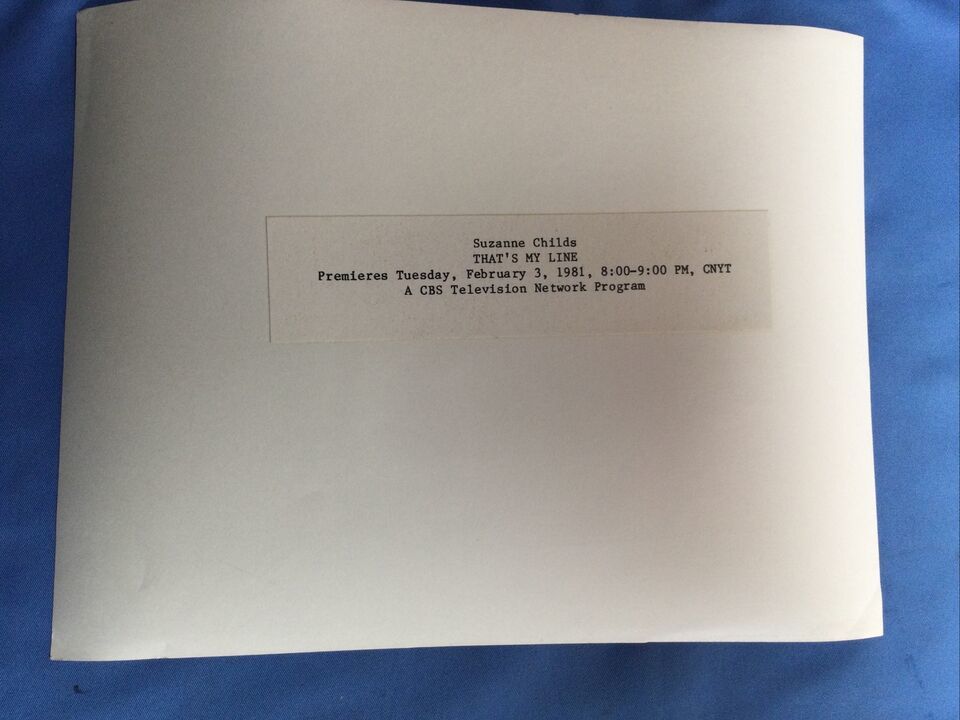 Suzanne Childs
THAT'S MY LINE
Premieres Tuesday, February 3, 1981, 8:00-9:00 PM, CNYT
A CBS Television Network Program